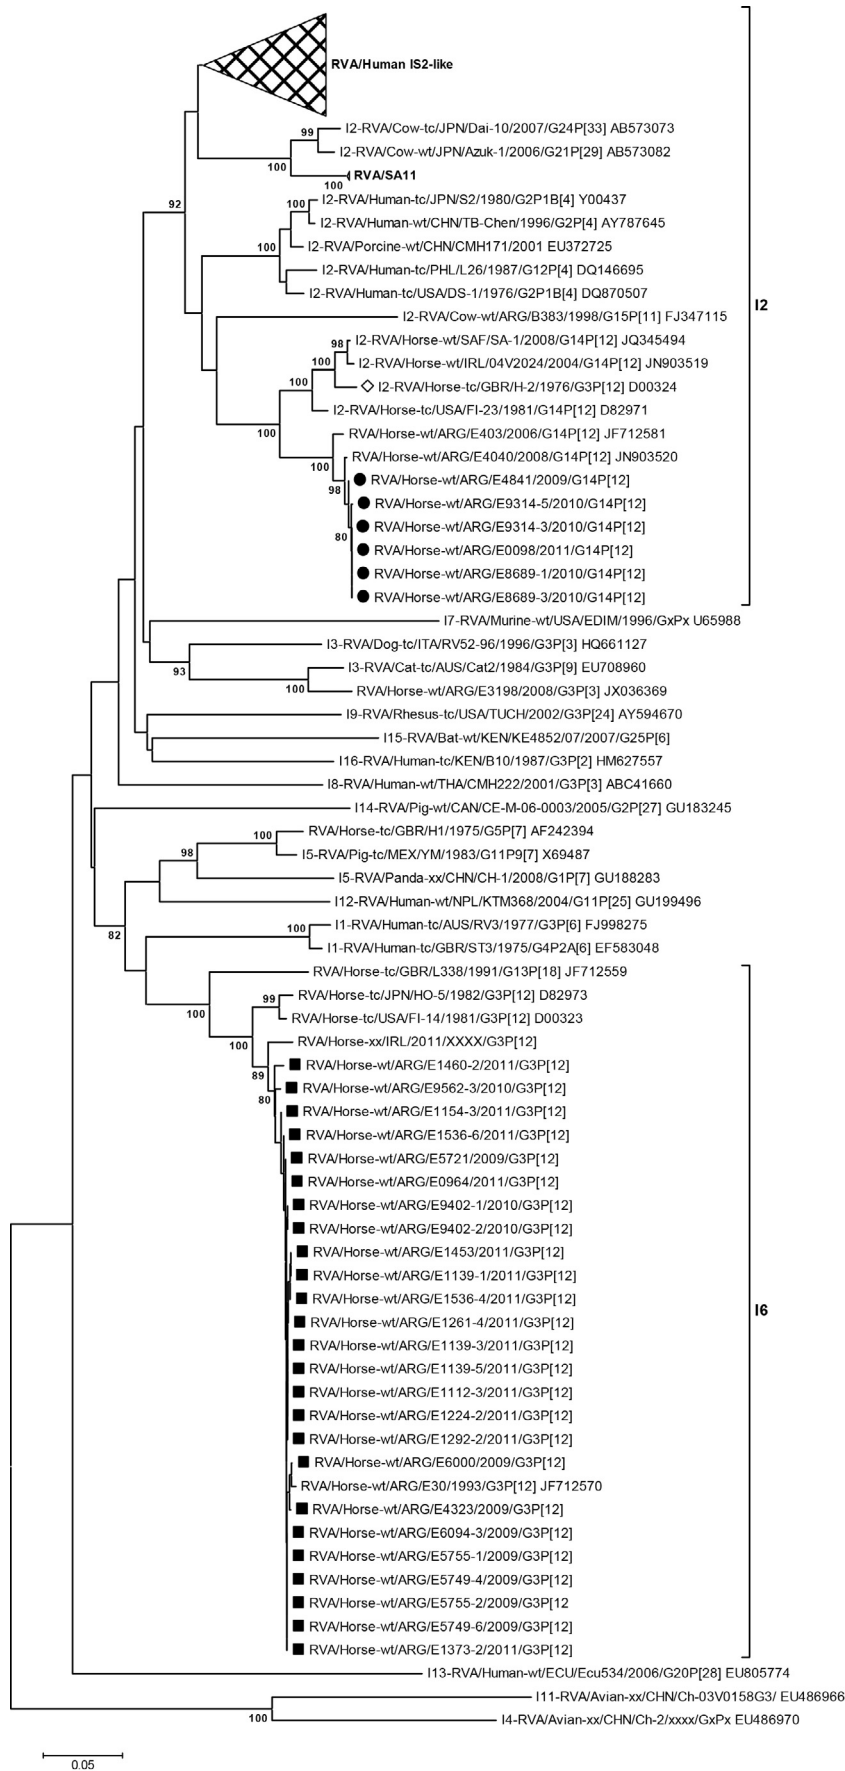 RVA/Human IS2-like
99
I2-RVA/Cow-tc/JPN/Dai-10/2007/G24P[33] AB573073
I2-RVA/Cow-wt/JPN/Azuk-1/2006/G21P[29] AB573082
100
RVA/SA11
100
I2-RVA/Human-tc/JPN/S2/1980/G2P1B[4] Y00437
92
100
I2-RVA/Human-wt/CHN/TB-Chen/1996/G2P[4] AY787645
100
I2-RVA/Porcine-wt/CHN/CMH171/2001 EU372725
I2-RVA/Human-tc/PHL/L26/1987/G12P[4] DQ146695
I2-RVA/Human-tc/USA/DS-1/1976/G2P1B[4] DQ870507
I2
I2-RVA/Cow-wt/ARG/B383/1998/G15P[11] FJ347115
98
I2-RVA/Horse-wt/SAF/SA-1/2008/G14P[12] JQ345494
100
I2-RVA/Horse-wt/IRL/04V2024/2004/G14P[12] JN903519
100
I2-RVA/Horse-tc/GBR/H-2/1976/G3P[12] D00324
I2-RVA/Horse-tc/USA/FI-23/1981/G14P[12] D82971
100
RVA/Horse-wt/ARG/E403/2006/G14P[12] JF712581
RVA/Horse-wt/ARG/E4040/2008/G14P[12] JN903520
100
RVA/Horse-wt/ARG/E4841/2009/G14P[12]
98
RVA/Horse-wt/ARG/E9314-5/2010/G14P[12]
RVA/Horse-wt/ARG/E9314-3/2010/G14P[12]
80
RVA/Horse-wt/ARG/E0098/2011/G14P[12]
RVA/Horse-wt/ARG/E8689-1/2010/G14P[12]
RVA/Horse-wt/ARG/E8689-3/2010/G14P[12]
I7-RVA/Murine-wt/USA/EDIM/1996/GxPx U65988
I3-RVA/Dog-tc/ITA/RV52-96/1996/G3P[3] HQ661127
93
I3-RVA/Cat-tc/AUS/Cat2/1984/G3P[9] EU708960
100
RVA/Horse-wt/ARG/E3198/2008/G3P[3] JX036369
I9-RVA/Rhesus-tc/USA/TUCH/2002/G3P[24] AY594670
I15-RVA/Bat-wt/KEN/KE4852/07/2007/G25P[6]
I16-RVA/Human-tc/KEN/B10/1987/G3P[2] HM627557
I8-RVA/Human-wt/THA/CMH222/2001/G3P[3] ABC41660
I14-RVA/Pig-wt/CAN/CE-M-06-0003/2005/G2P[27] GU183245
100
RVA/Horse-tc/GBR/H1/1975/G5P[7] AF242394
98
I5-RVA/Pig-tc/MEX/YM/1983/G11P9[7] X69487
I5-RVA/Panda-xx/CHN/CH-1/2008/G1P[7] GU188283
I12-RVA/Human-wt/NPL/KTM368/2004/G11P[25] GU199496
82
100
I1-RVA/Human-tc/AUS/RV3/1977/G3P[6] FJ998275
I1-RVA/Human-tc/GBR/ST3/1975/G4P2A[6] EF583048
RVA/Horse-tc/GBR/L338/1991/G13P[18] JF712559
100
99
RVA/Horse-tc/JPN/HO-5/1982/G3P[12] D82973
RVA/Horse-tc/USA/FI-14/1981/G3P[12] D00323
100
RVA/Horse-xx/IRL/2011/XXXX/G3P[12]
89
RVA/Horse-wt/ARG/E1460-2/2011/G3P[12]
80
RVA/Horse-wt/ARG/E9562-3/2010/G3P[12]
RVA/Horse-wt/ARG/E1154-3/2011/G3P[12]
RVA/Horse-wt/ARG/E1536-6/2011/G3P[12]
RVA/Horse-wt/ARG/E5721/2009/G3P[12]
RVA/Horse-wt/ARG/E0964/2011/G3P[12]
RVA/Horse-wt/ARG/E9402-1/2010/G3P[12]
RVA/Horse-wt/ARG/E9402-2/2010/G3P[12]
RVA/Horse-wt/ARG/E1453/2011/G3P[12]
RVA/Horse-wt/ARG/E1139-1/2011/G3P[12]
RVA/Horse-wt/ARG/E1536-4/2011/G3P[12]
I6
RVA/Horse-wt/ARG/E1261-4/2011/G3P[12]
RVA/Horse-wt/ARG/E1139-3/2011/G3P[12]
RVA/Horse-wt/ARG/E1139-5/2011/G3P[12]
RVA/Horse-wt/ARG/E1112-3/2011/G3P[12]
RVA/Horse-wt/ARG/E1224-2/2011/G3P[12]
RVA/Horse-wt/ARG/E1292-2/2011/G3P[12]
RVA/Horse-wt/ARG/E6000/2009/G3P[12]
RVA/Horse-wt/ARG/E30/1993/G3P[12] JF712570
RVA/Horse-wt/ARG/E4323/2009/G3P[12]
RVA/Horse-wt/ARG/E6094-3/2009/G3P[12]
RVA/Horse-wt/ARG/E5755-1/2009/G3P[12]
RVA/Horse-wt/ARG/E5749-4/2009/G3P[12]
RVA/Horse-wt/ARG/E5755-2/2009/G3P[12
RVA/Horse-wt/ARG/E5749-6/2009/G3P[12]
RVA/Horse-wt/ARG/E1373-2/2011/G3P[12]
I13-RVA/Human-wt/ECU/Ecu534/2006/G20P[28] EU805774
I11-RVA/Avian-xx/CHN/Ch-03V0158G3/ EU486966
100
I4-RVA/Avian-xx/CHN/Ch-2/xxxx/GxPx EU486970
0.05